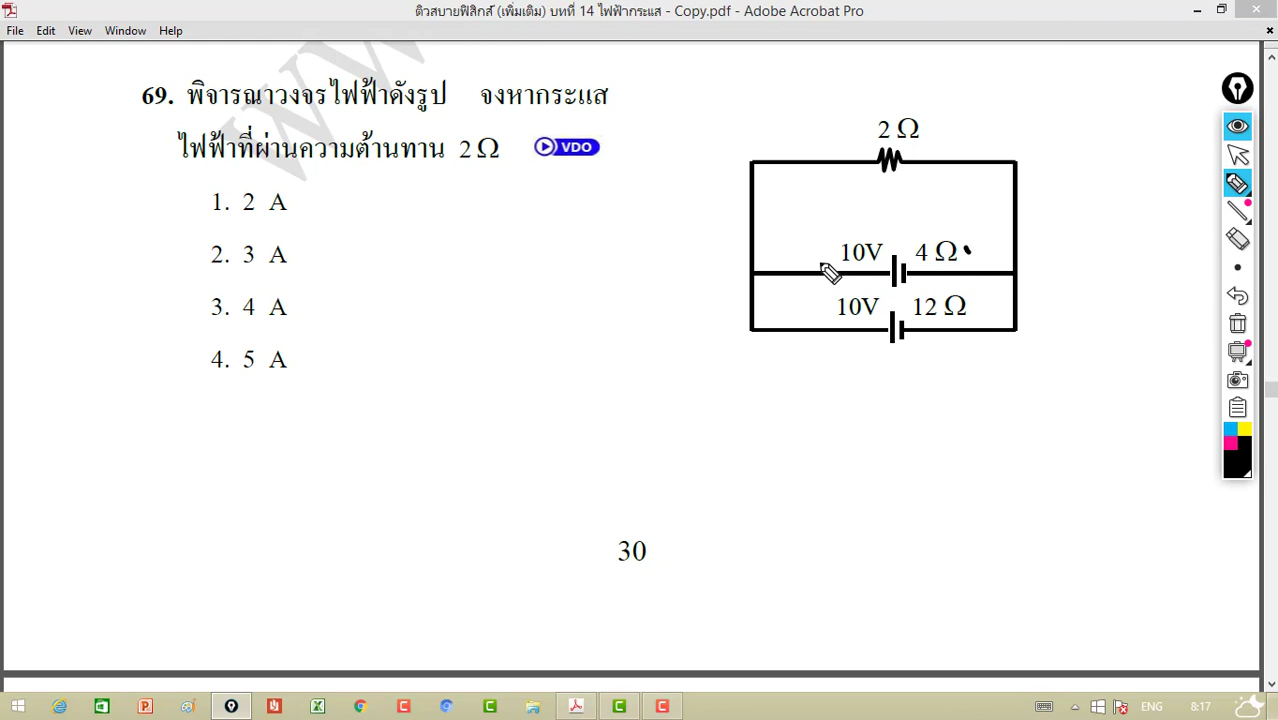 ติวสบายฟิสิกส์ (เพิ่มเติม) บทที่ 14 ไฟฟ้ากระแส - Copy.pdf - Adobe Acrobat Pro
File Edit View Window Help
69. พิจารณาวงจรไฟฟ้าดังรูป จงหากระแส
ไฟฟ้าที่ผ่านความต้านทาน 2 Ω VDO
1. 2 A
2. 3 A
3. 4 A
4. 5 A
2 Ω
10V 4 Ω
10V 12 Ω
30
WW
ENG 8:17